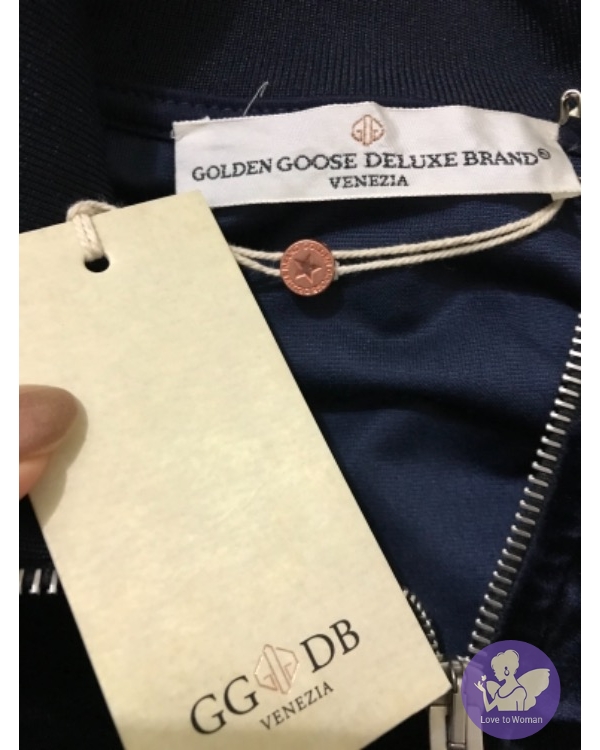 GOLDEN GOOSE DELUXE BRAND®
VENEZIA
GG DB
VENEZIA
Love to Woman